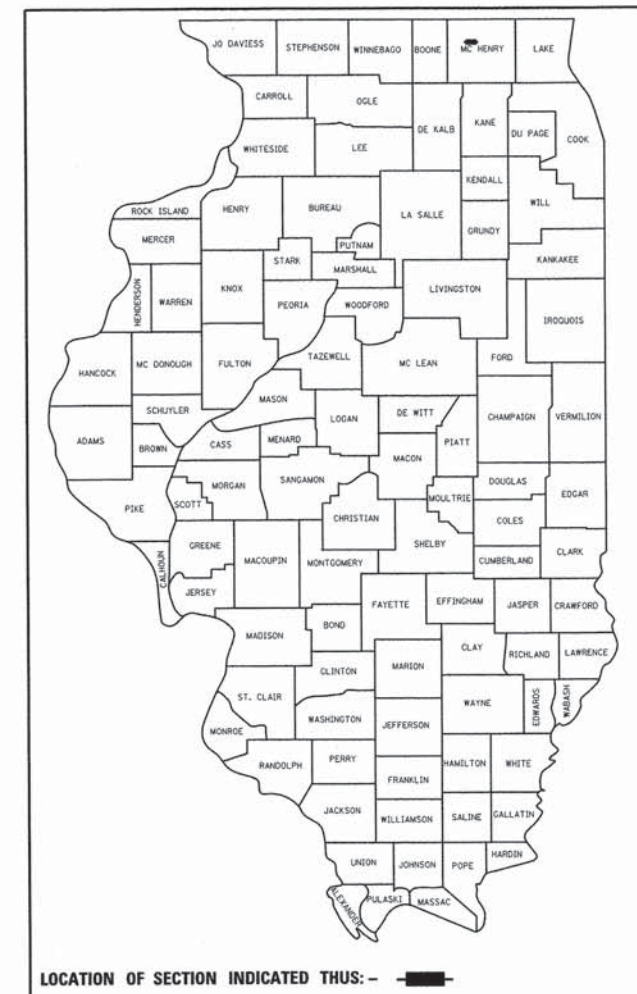 JO DAVIESS
STEPHENSON
WINNEBAGO
BOONE
MC HENRY
LAKE
CARROLL
OGLE
DE KALB
KANE
DU PAGE
COOK
WHITESIDE
LEE
KENDALL
WILL
ROCK ISLAND
HENRY
BUREAU
LA SALLE
GRUNDY
MERCER
PUTNAM
KANKAKEE
STARK
MARSHALL
HENDERSON
WARREN
KNOX
PEORIA
WOODFORD
LIVINGSTON
IROQUOIS
HANCOCK
MC DONOUGH
FULTON
TAZEWELL
MC LEAN
FORD
MASON
SCHUYLER
LOGAN
DE WITT
CHAMPAIGN
VERMILION
ADAMS
BROWN
CASS
MENARD
MACON
PIATT
PIKE
SCOTT
MORGAN
SANGAMON
MOULTRIE
DOUGLAS
EDGAR
CHRISTIAN
COLES
GREENE
MACOUPIN
MONTGOMERY
SHELBY
CUMBERLAND
CLARK
CALHOUN
JERSEY
FAYETTE
EFFINGHAM
JASPER
CRAWFORD
MADISON
BOND
CLAY
RICHLAND
LAWRENCE
CLINTON
MARION
ST. CLAIR
WAYNE
EDWARDS
WABASH
WASHINGTON
JEFFERSON
MONROE
RANDOLPH
PERRY
HAMILTON
WHITE
FRANKLIN
JACKSON
WILLIAMSON
SALINE
GALLATIN
UNION
JOHNSON
POPE
HARDIN
ALEXANDER
PULASKI
MASSAC
LOCATION OF SECTION INDICATED THUS: -